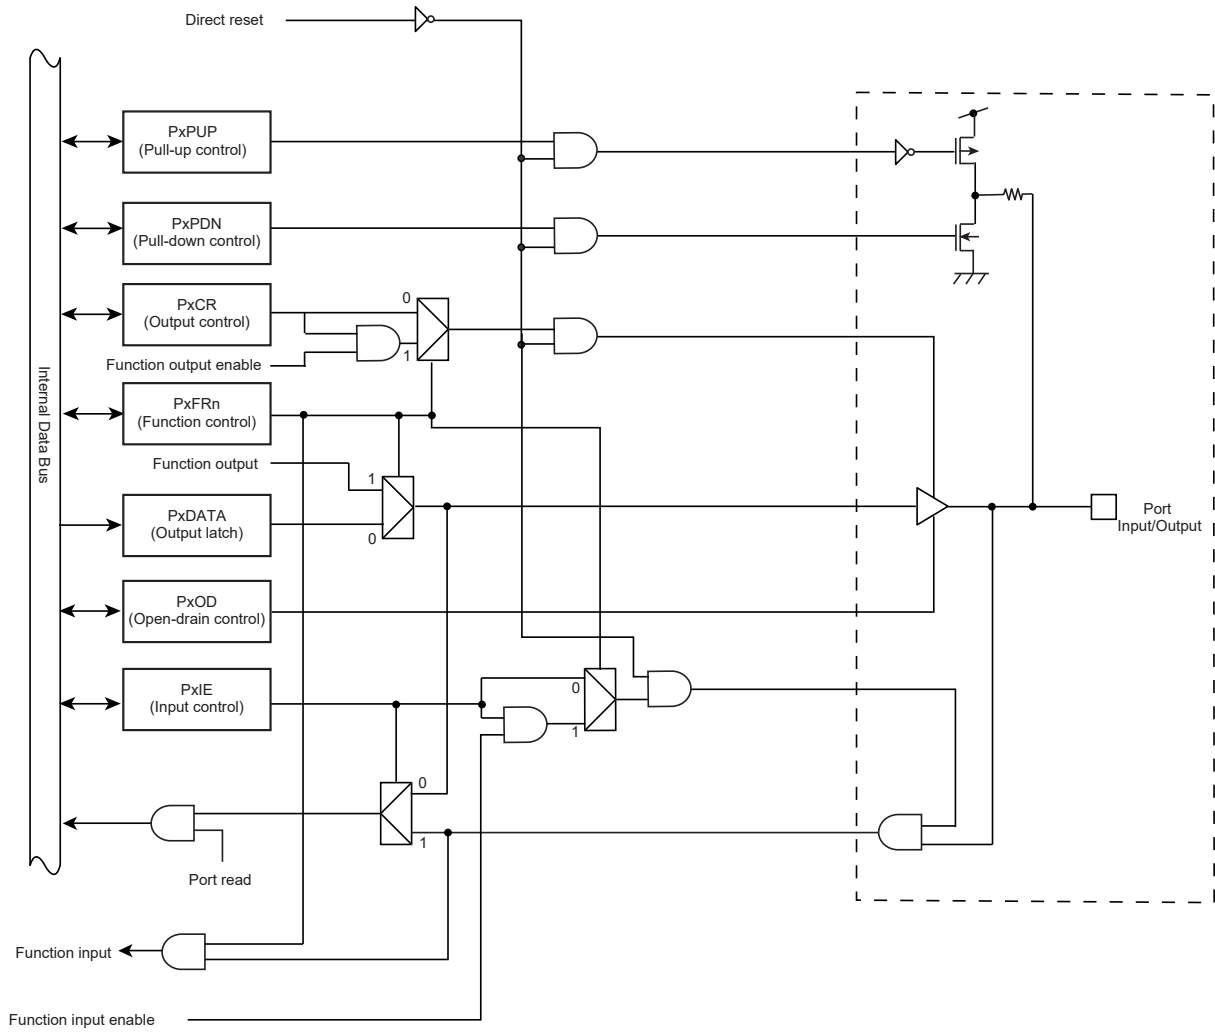 Direct reset
PxPUP
(Pull-up control)
PxPDN
(Pull-down control)
PxCR
(Output control)
0
1
Function output enable
Internal Data Bus
PxFRn
(Function control)
Function output
1
PxDATA
(Output latch)
0
Port
Input/Output
PxOD
(Open-drain control)
PxIE
(Input control)
0
1
0
1
Port read
Function input
Function input enable